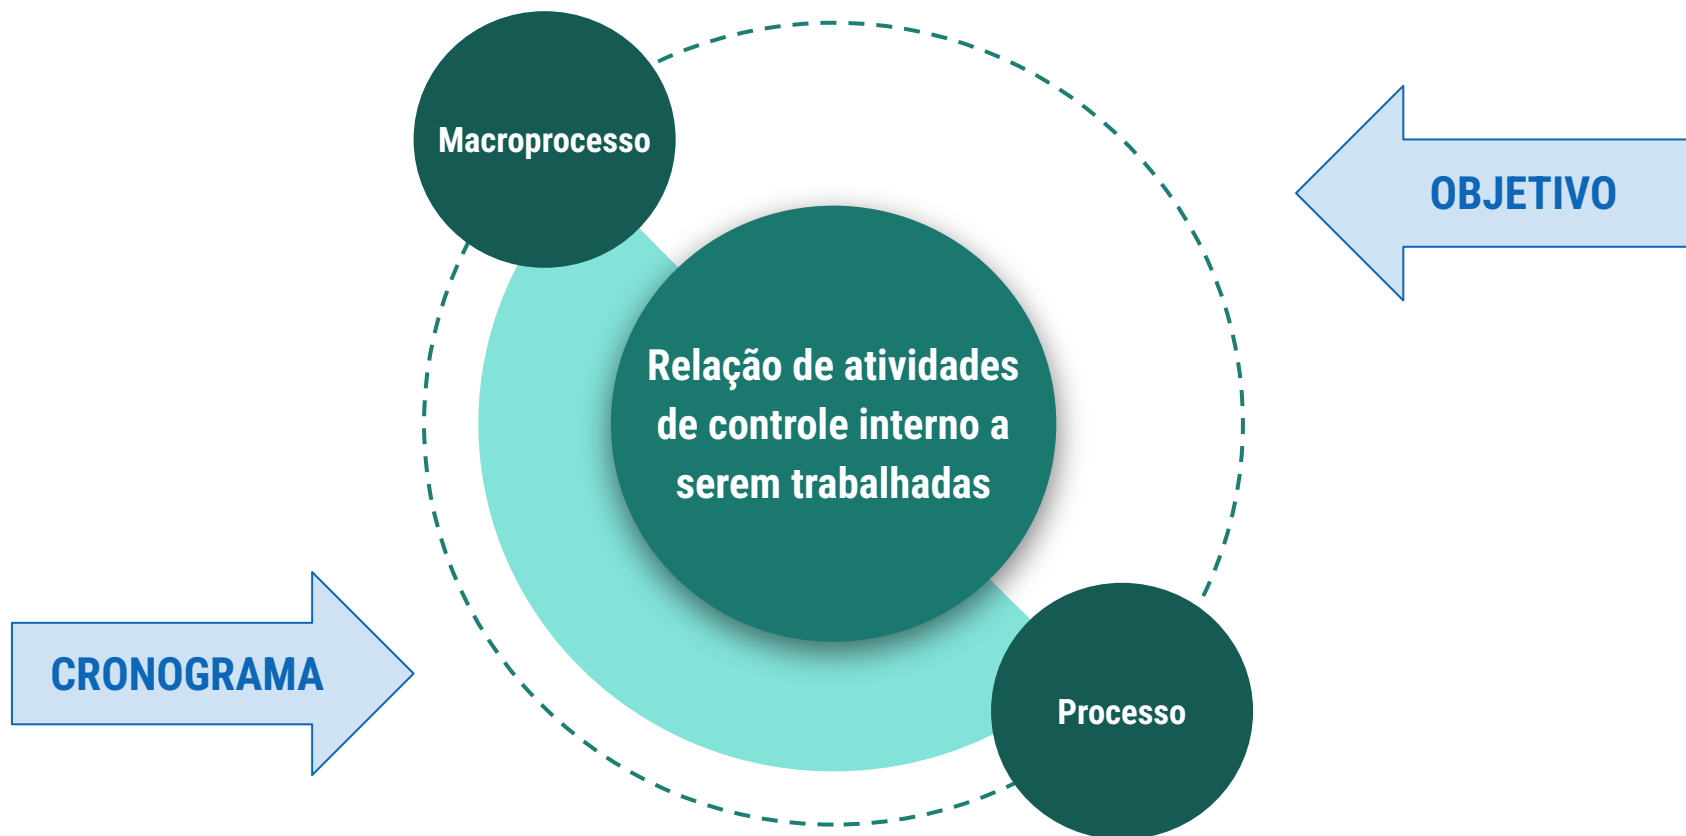 Macroprocesso
OBJETIVO
Relação de atividades
de controle interno a
serem trabalhadas
CRONOGRAMA
Processo